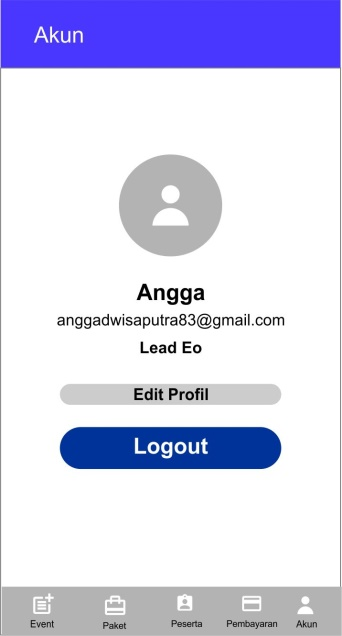 Akun
Angga
anggadwisaputra83@gmail.com
Lead Eo
Edit Profil
Logout
Event Paket Peserta Pembayaran Akun